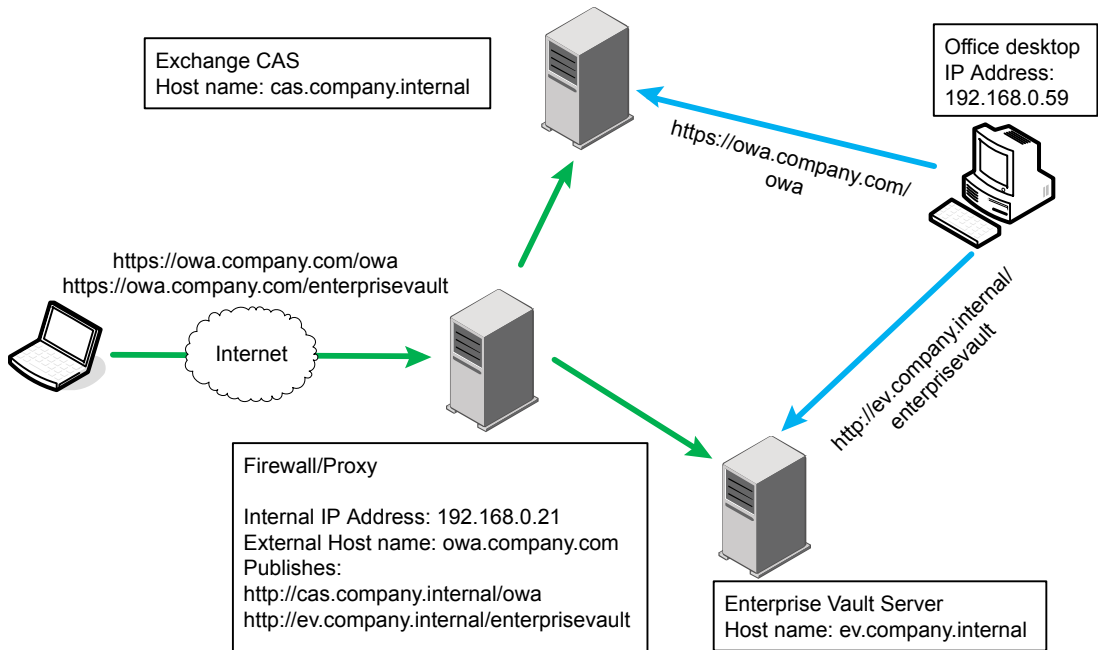 Exchange CAS
Host name: cas.company.internal
Office desktop
IP Address:
192.168.0.59
https://owa.company.com/
owa
https://owa.company.com/owa
https://owa.company.com/enterprisevault
Internet
http://ev.company.internal/
enterprisevault
Firewall/Proxy
Internal IP Address: 192.168.0.21
External Host name: owa.company.com
Publishes:
http://cas.company.internal/owa
http://ev.company.internal/enterprisevault
Enterprise Vault Server
Host name: ev.company.internal